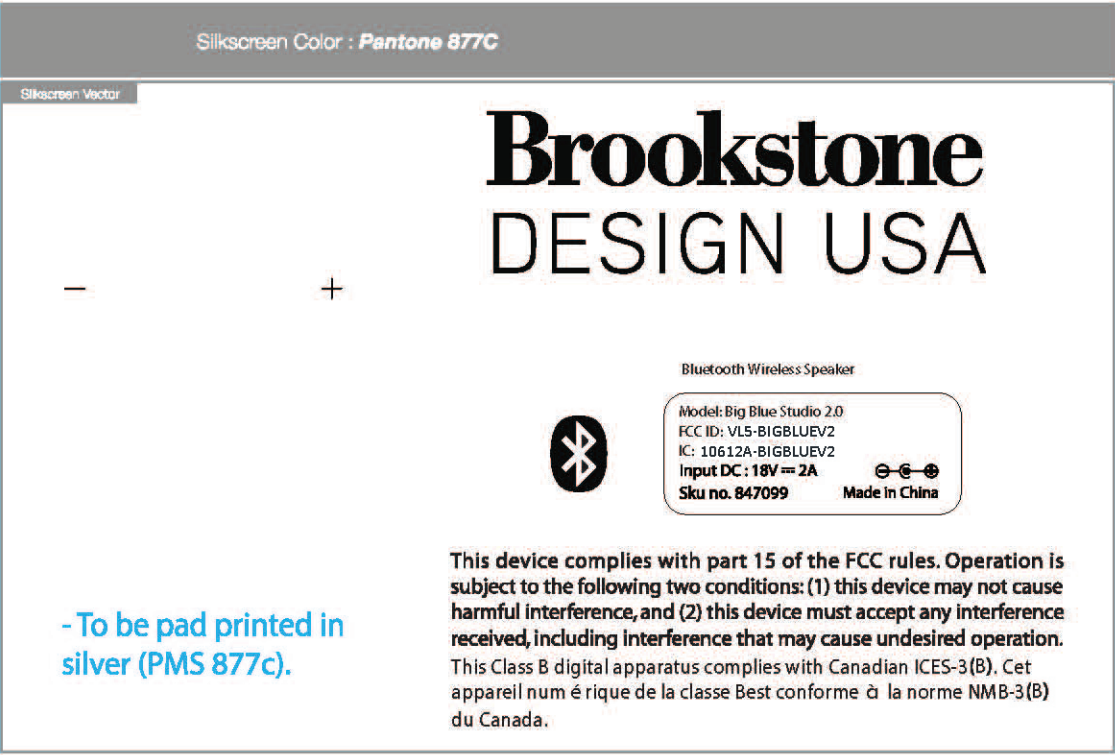 Silkscreen Color : Pantone 877C
Silkscreen Vector
Brookstone
DESIGN USA
− +
Bluetooth Wireless Speaker
Model: Big Blue Studio 2.0
FCC ID: VL5-BIGBLUEV2
IC: 10612A-BIGBLUEV2
Input DC : 18V ⎓ 2A
Sku no. 847099 Made in China
This device complies with part 15 of the FCC rules. Operation is
subject to the following two conditions: (1) this device may not cause
harmful interference, and (2) this device must accept any interference
received, including interference that may cause undesired operation.
This Class B digital apparatus complies with Canadian ICES-3(B). Cet
appareil num é rique de la classe Best conforme à la norme NMB-3(B)
du Canada.
- To be pad printed in
silver (PMS 877c).